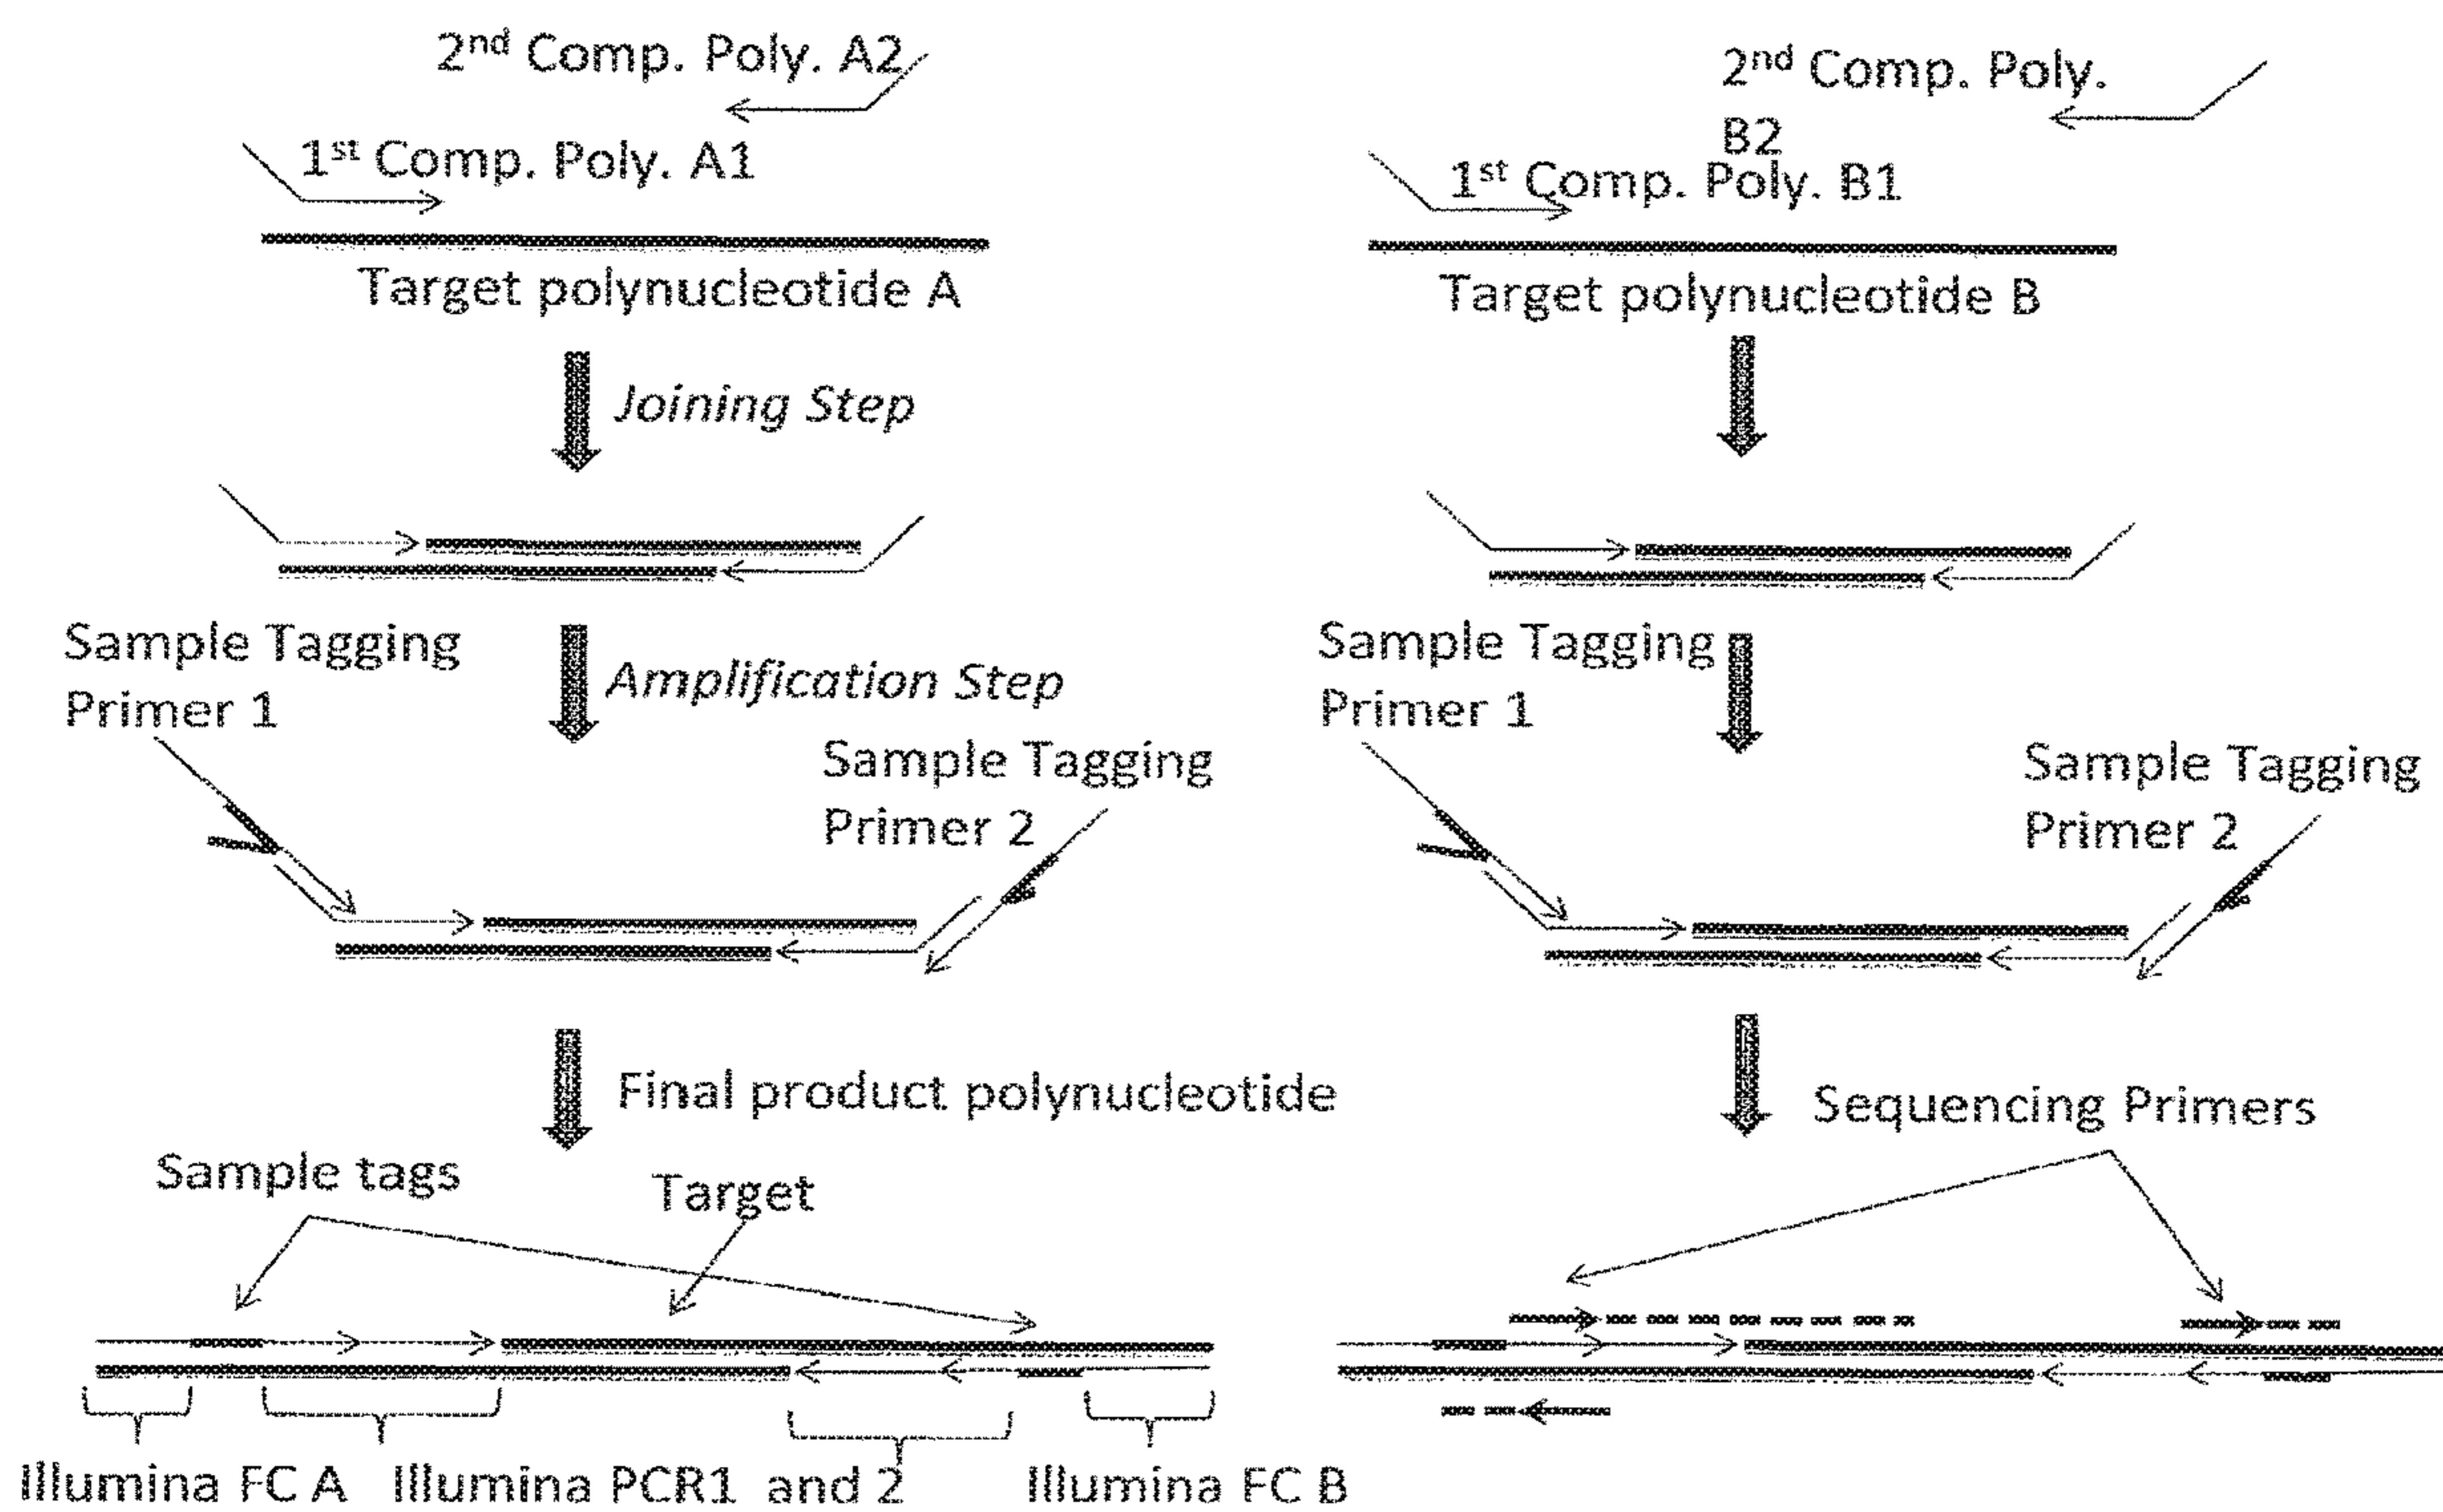 2nd Comp. Poly. A2
1st Comp. Poly. A1
Target polynucleotide A
Joining Step
Sample Tagging
Primer 1
Amplification Step
Sample Tagging
Primer 2
Final product polynucleotide
Sample tags
Target
Illumina FC A
Illumina PCR1 and 2
Illumina FC B
2nd Comp. Poly.
B2
1st Comp. Poly. B1
Target polynucleotide B
Sample Tagging
Primer 1
Sample Tagging
Primer 2
Sequencing Primers